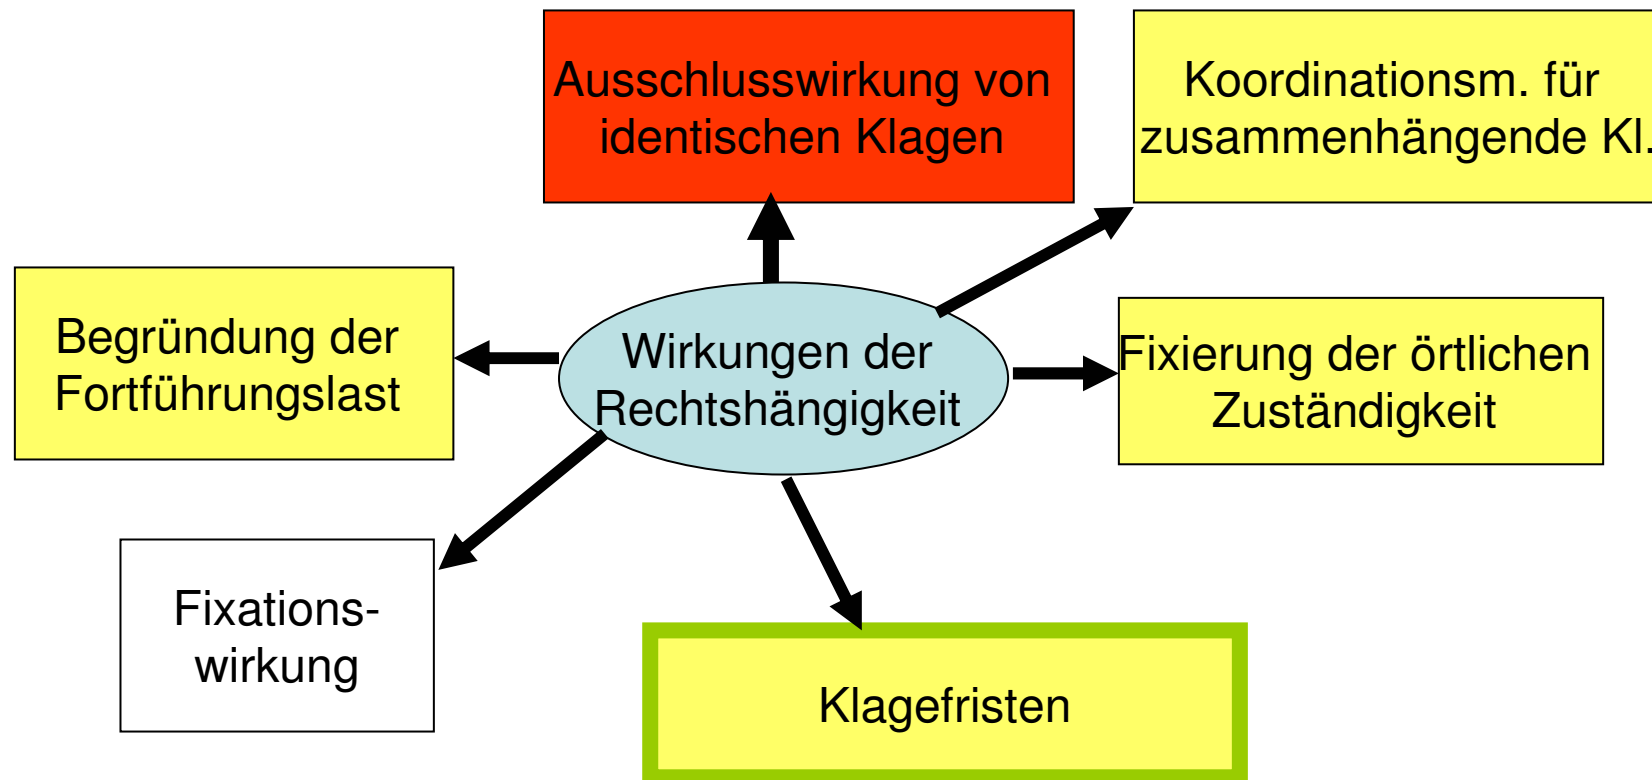 Ausschlusswirkung von
identischen Klagen
Koordinationsm. für
zusammenhängende Kl.
Begründung der
Fortführungslast
Wirkungen der
Rechtshängigkeit
Fixierung der örtlichen
Zuständigkeit
Fixations-
wirkung
Klagefristen